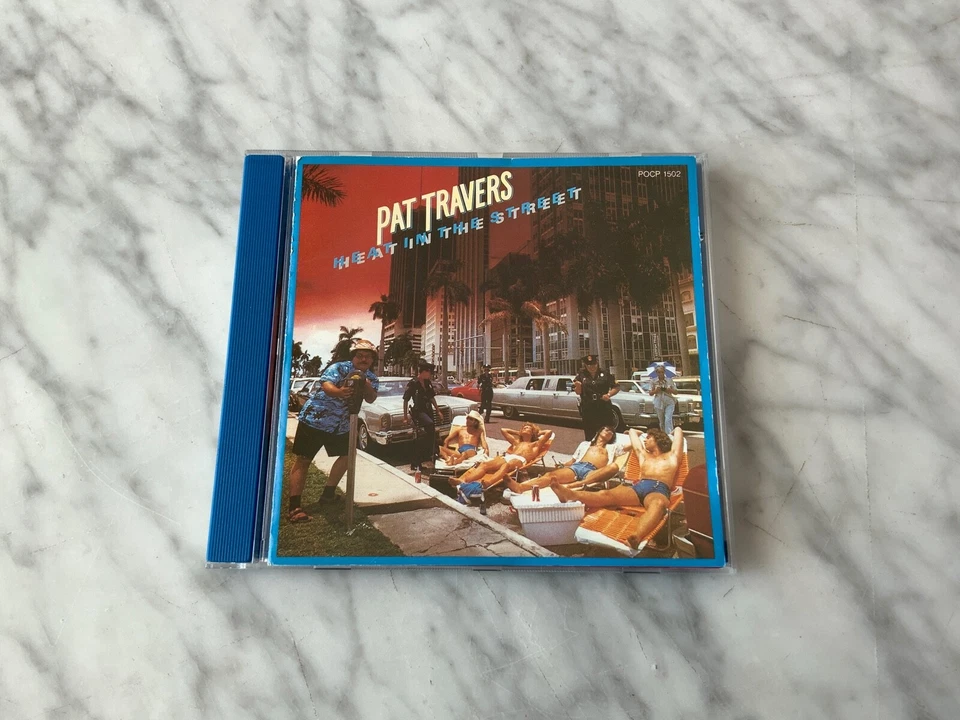 POCP 1502
PAT TRAVERS
HEAT IN THE STREET